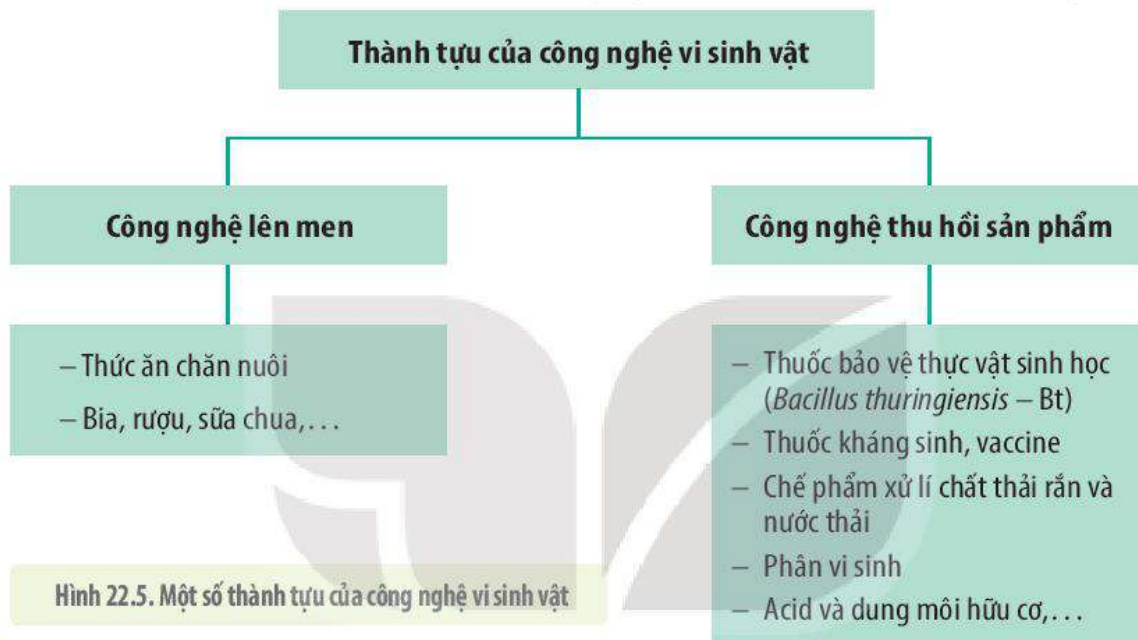 Thành tựu của công nghệ vi sinh vật
Công nghệ lên men
Công nghệ thu hồi sản phẩm
– Thức ăn chăn nuôi
– Bia, rượu, sữa chua,…
– Thuốc bảo vệ thực vật sinh học
(Bacillus thuringiensis – Bt)
– Thuốc kháng sinh, vaccine
– Chế phẩm xử lí chất thải rắn và
nước thải
– Phân vi sinh
– Acid và dung môi hữu cơ,…
Hình 22.5. Một số thành tựu của công nghệ vi sinh vật